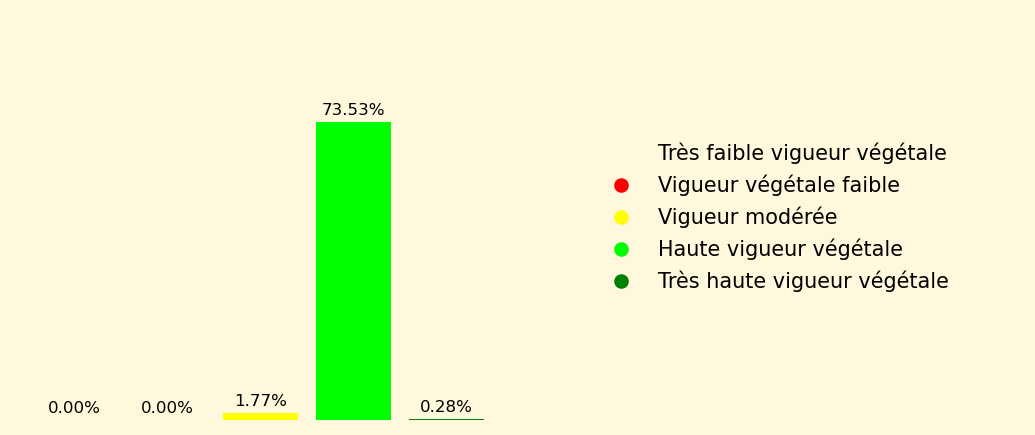 73.53%
0.00%
0.00%
1.77%
0.28%
Très faible vigueur végétale
Vigueur végétale faible
Vigueur modérée
Haute vigueur végétale
Très haute vigueur végétale